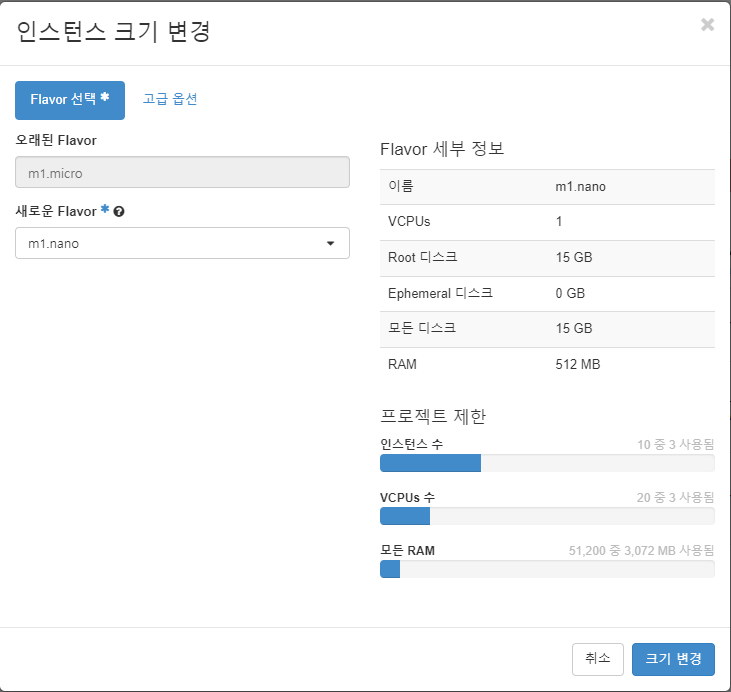 인스턴스 크기 변경
×
Flavor 선택 *
고급 옵션
오래된 Flavor
m1.micro
새로운 Flavor * ?
m1.nano
Flavor 세부 정보
이름 m1.nano
VCPUs 1
Root 디스크 15 GB
Ephemeral 디스크 0 GB
모든 디스크 15 GB
RAM 512 MB
프로젝트 제한
인스턴스 수 10 중 3 사용됨
VCPUs 수 20 중 3 사용됨
모든 RAM 51,200 중 3,072 MB 사용됨
취소
크기 변경